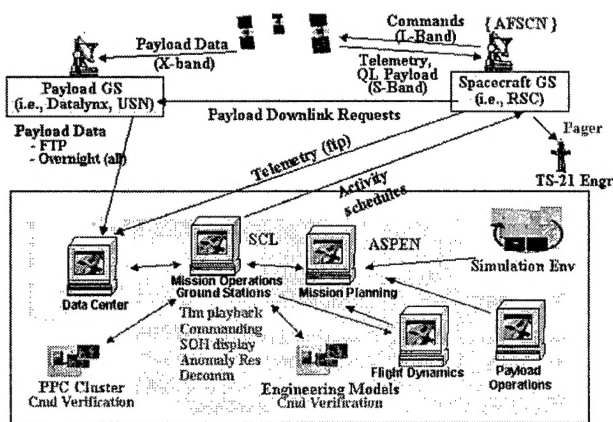 Commands
(L-Band)
{AFSCN}
Payload Data
(X-band)
Telemetry,
QL Payload
(S-Band)
Payload GS
(i.e., Datalynx, USN)
Spacecraft GS
(i.e., RSC)
Payload Downlink Requests
Payload Data
- FTP
- Overnight (all)
Pager
TS-21 Engr
Telemetry (ftp)
Activity
schedules
SCL
ASPEN
Simulation Env
Data Center
Mission Operations
Ground Stations
Mission Planning
Tlm playback
Commanding
SOH display
Anomaly Res
Decomm
PPC Cluster
Cmd Verification
Engineering Models
Cmd Verification
Flight Dynamics
Payload
Operations